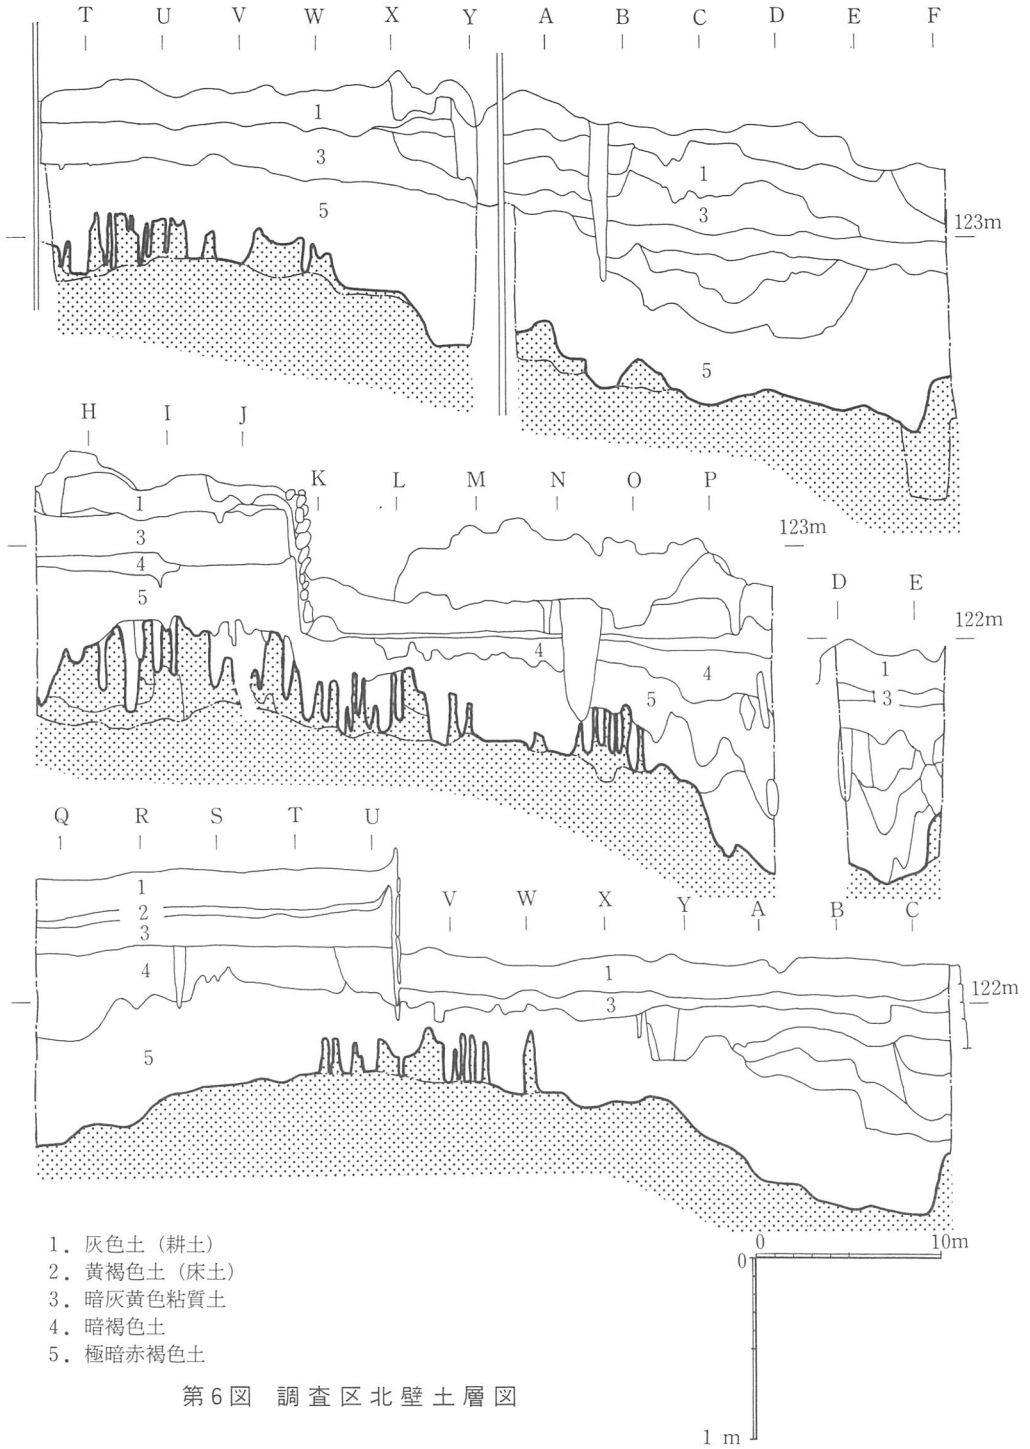 T U V W X Y A B C D E F
1
3
5
1
3
5
123m
H I J
K L M N O P
1
3
4
5
4
4
5
123m
D E
122m
1
3
Q R S T U
1
2
3
4
5
V W X Y A B C
1
3
122m
1. 灰色土（耕土）
2. 黄褐色土（床土）
3. 暗灰黄色粘質土
4. 暗褐色土
5. 極暗赤褐色土
0 10m
0
1 m
第6図 調査区北壁土層図